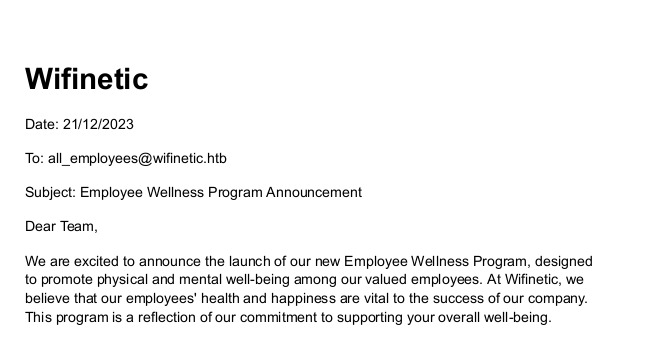 Wifinetic
Date: 21/12/2023
To: all_employees@wifinetic.htb
Subject: Employee Wellness Program Announcement
Dear Team,
We are excited to announce the launch of our new Employee Wellness Program, designed
to promote physical and mental well-being among our valued employees. At Wifinetic, we
believe that our employees' health and happiness are vital to the success of our company.
This program is a reflection of our commitment to supporting your overall well-being.